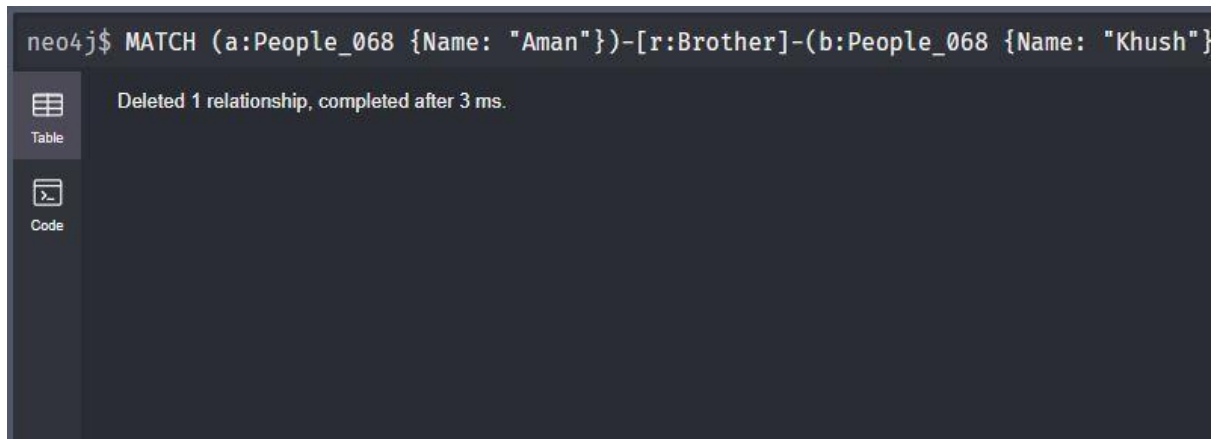 neo4j$ MATCH (a:People_068 {Name: "Aman"})-[r:Brother]-(b:People_068 {Name: "Khush"}
Deleted 1 relationship, completed after 3 ms.
Table
Code